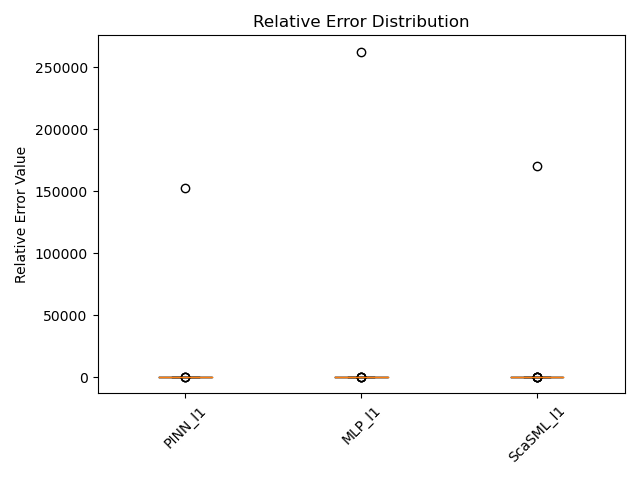 Relative Error Distribution
Relative Error Value
250000
200000
150000
100000
50000
0
PINN_l1
MLP_l1
ScaSML_l1